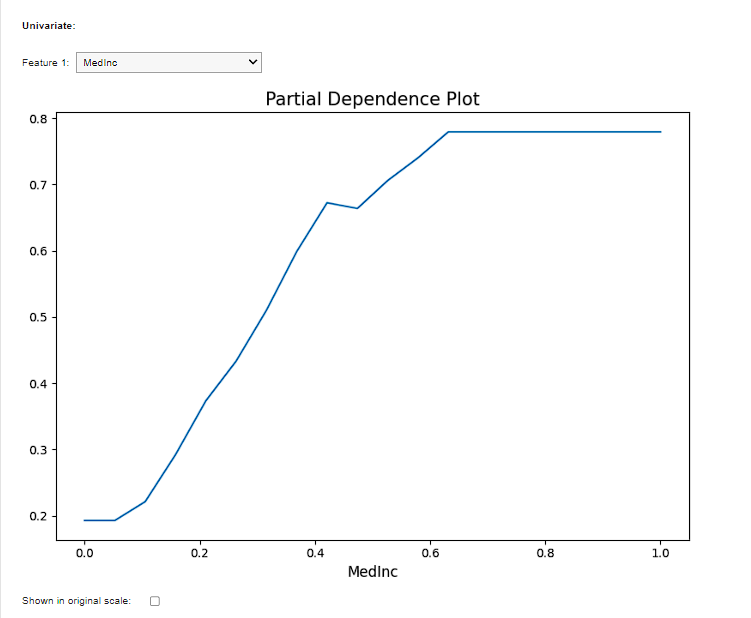 Univariate:
Feature 1: MedInc
Partial Dependence Plot
0.8
0.7
0.6
0.5
0.4
0.3
0.2
0.0 0.2 0.4 0.6 0.8 1.0
MedInc
Shown in original scale: